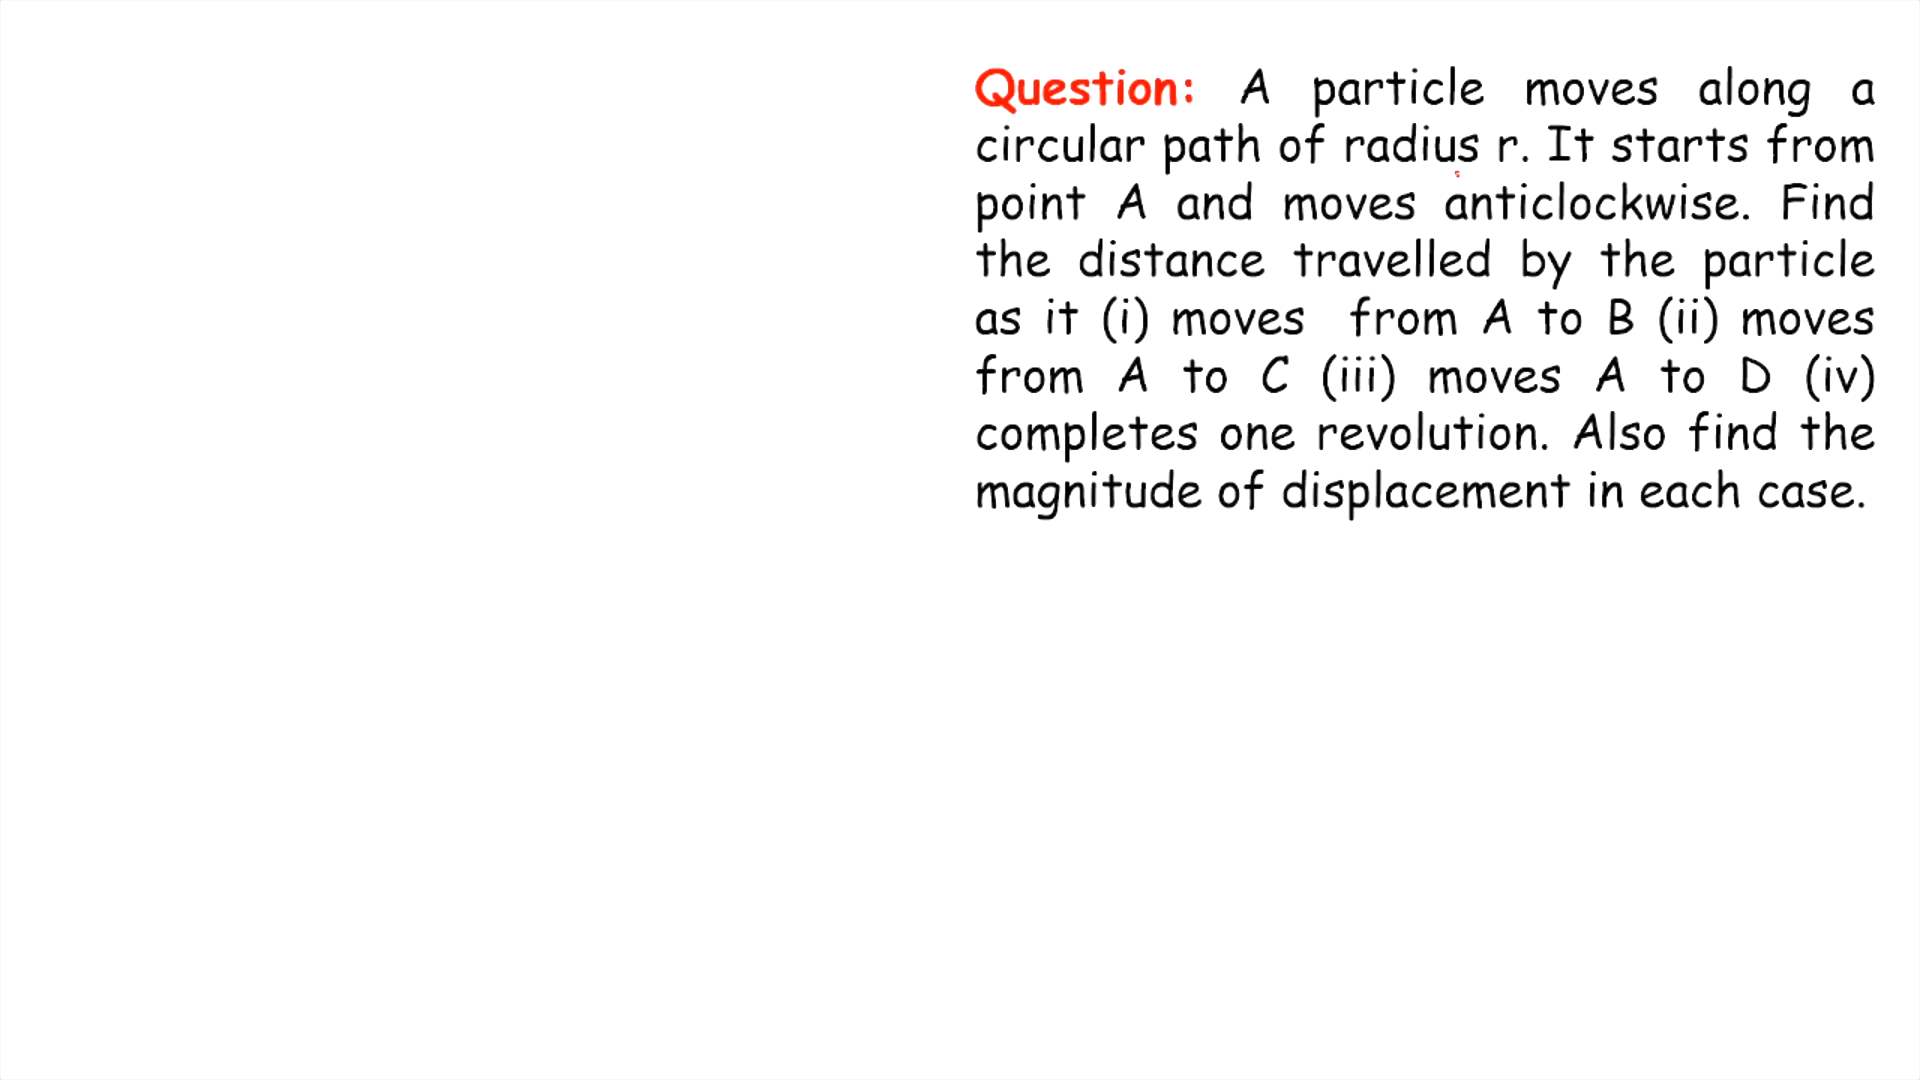 Question: A particle moves along a
circular path of radius r. It starts from
point A and moves anticlockwise. Find
the distance travelled by the particle
as it (i) moves from A to B (ii) moves
from A to C (iii) moves A to D (iv)
completes one revolution. Also find the
magnitude of displacement in each case.